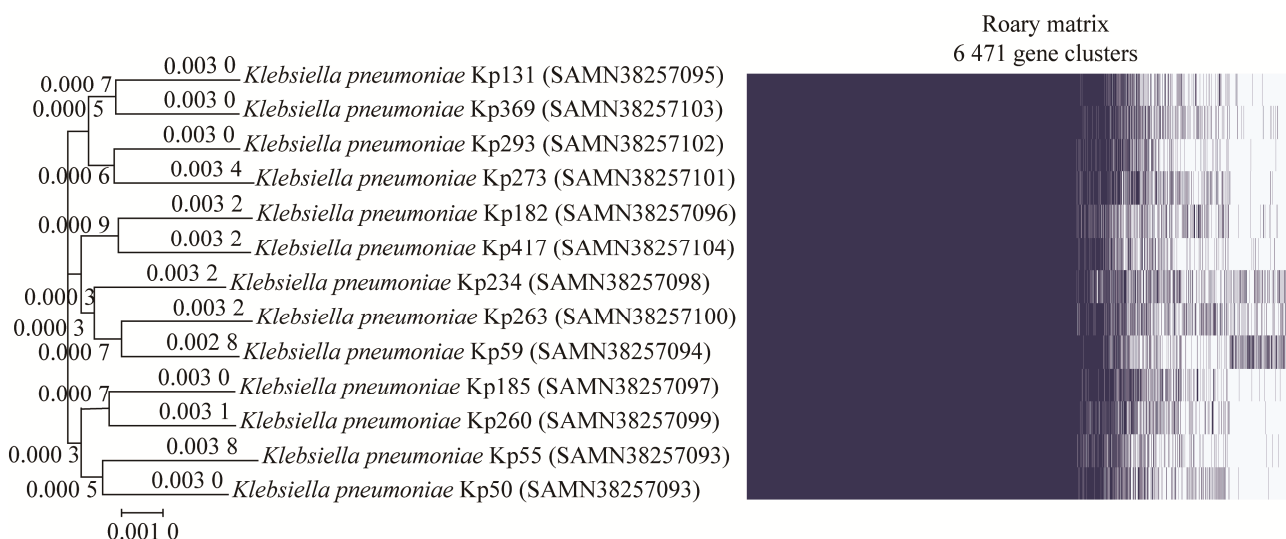 Roary matrix
6 471 gene clusters
0.003 0
Klebsiella pneumoniae Kp131 (SAMN38257095)
0.000 7
0.000 5
0.003 0
Klebsiella pneumoniae Kp369 (SAMN38257103)
0.003 0
Klebsiella pneumoniae Kp293 (SAMN38257102)
0.000 6
0.003 4
Klebsiella pneumoniae Kp273 (SAMN38257101)
0.003 2
Klebsiella pneumoniae Kp182 (SAMN38257096)
0.000 9
0.003 2
Klebsiella pneumoniae Kp417 (SAMN38257104)
0.003 2
Klebsiella pneumoniae Kp234 (SAMN38257098)
0.000 3
0.003 2
Klebsiella pneumoniae Kp263 (SAMN38257100)
0.000 3
0.000 7
0.002 8
Klebsiella pneumoniae Kp59 (SAMN38257094)
0.003 0
Klebsiella pneumoniae Kp185 (SAMN38257097)
0.000 7
0.003 1
Klebsiella pneumoniae Kp260 (SAMN38257099)
0.000 3
0.003 8
Klebsiella pneumoniae Kp55 (SAMN38257093)
0.000 5
0.003 0
Klebsiella pneumoniae Kp50 (SAMN38257093)
0.001 0